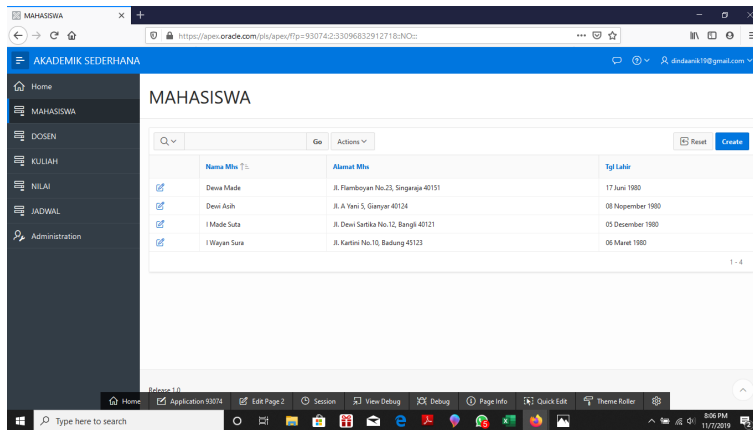 MAHASISWA
https://apex.oracle.com/pls/apex/f?p=93074:2:33096832912718::NO:::
AKADEMIK SEDERHANA
dindaanik19@gmail.com
Home
MAHASISWA
DOSEN
KULIAH
NILAI
JADWAL
Administration
MAHASISWA
Go Actions Reset Create
Nama Mhs Alamat Mhs Tgl Lahir
Dewa Made Jl. Flamboyan No.23, Singaraja 40151 17 Juni 1980
Dewi Asih Jl. A Yani 5, Gianyar 40124 08 Nopember 1980
I Made Suta Jl. Dewi Sartika No.12, Bangli 40121 05 Desember 1980
I Wayan Sura Jl. Kartini No.10, Badung 45123 06 Maret 1980
1 - 4
Release 1.0
Home Application 93074 Edit Page 2 Session View Debug Debug Page Info Quick Edit Theme Roller
Type here to search
8:06 PM
11/7/2019